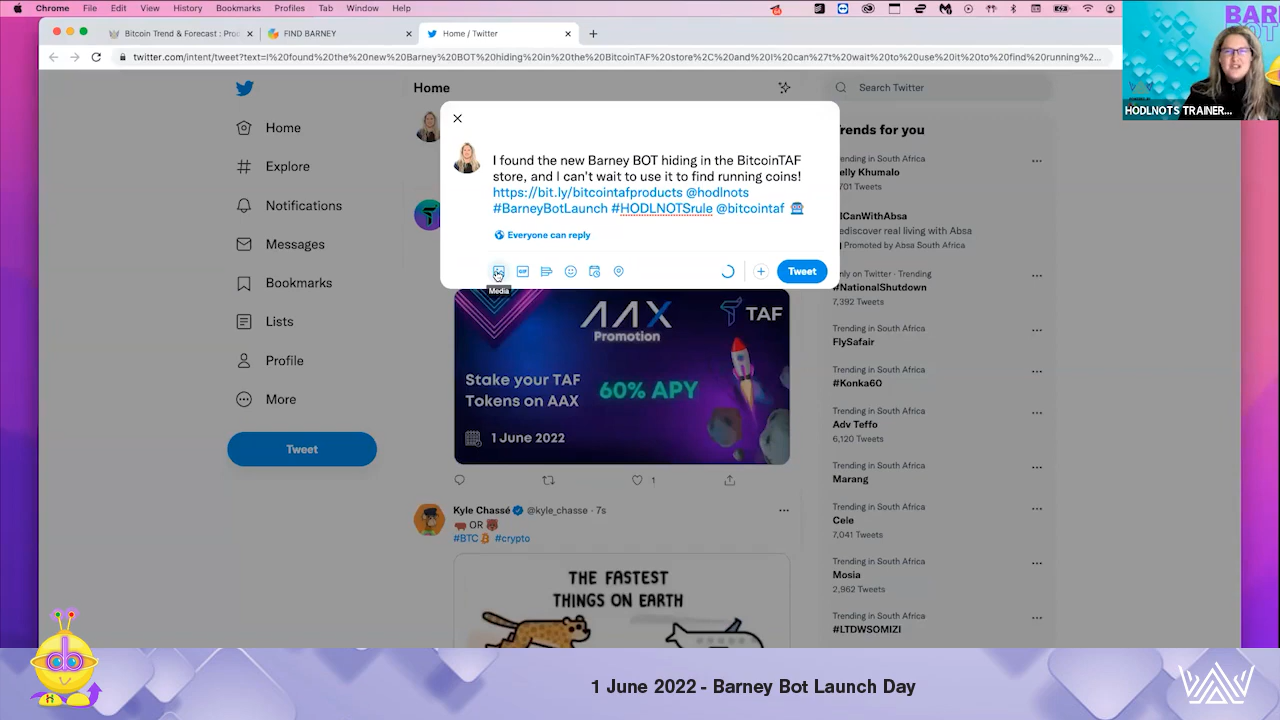 Chrome File Edit View History Bookmarks Profiles Tab Window Help
BAR
BOT
Bitcoin Trend & Forecast : Pro
FIND BARNEY
Home / Twitter
twitter.com/intent/tweet?text=I%20found%20the%20new%20Barney%20BOT%20hiding%20in%20the%20BitcoinTAF%20store%2C%20and%20I%20can%27t%20wait%20to%20use%20it%20to%20find%20running%20coins%2...
HODLNOTS TRAINER...
Home
Search Twitter
Home
Explore
Notifications
Messages
Bookmarks
Lists
Profile
More
Tweet
I found the new Barney BOT hiding in the BitcoinTAF
store, and I can't wait to use it to find running coins!
https://bit.ly/bitcointafproducts @hodlnots
#BarneyBotLaunch #HODLNOTSrule @bitcointaf
Everyone can reply
GIF
Tweet
Media
AAX
Promotion
TAF
Stake your TAF
Tokens on AAX
60% APY
1 June 2022
1
Kyle Chassé @kyle_chasse · 7s
OR
#BTC #crypto
THE FASTEST
THINGS ON EARTH
Trends for you
ending in South Africa
elly Khumalo
701 Tweets
ICanWithAbsa
ediscover real living with Absa
Promoted by Absa South Africa
nly on Twitter · Trending
#NationalShutdown
7,392 Tweets
Trending in South Africa
FlySafair
Trending in South Africa
#Konka60
Trending in South Africa
Adv Teffo
6,120 Tweets
Trending in South Africa
Marang
Trending in South Africa
Cele
7,041 Tweets
Trending in South Africa
Mosia
2,962 Tweets
Trending in South Africa
#LTDWSOMIZI
1 June 2022 - Barney Bot Launch Day